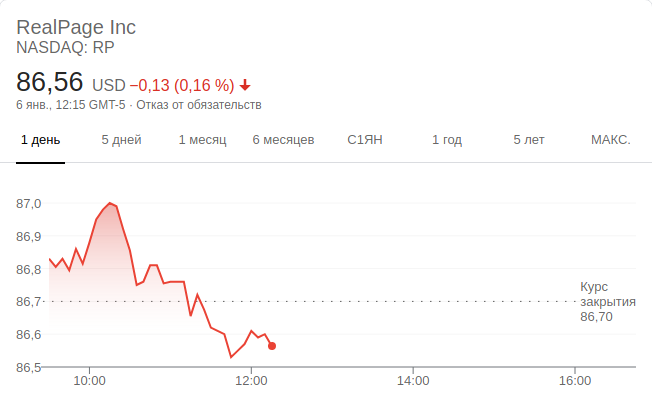 RealPage Inc
NASDAQ: RP
86,56 USD −0,13 (0,16 %)
6 янв., 12:15 GMT-5 · Отказ от обязательств
1 день 5 дней 1 месяц 6 месяцев С1ЯН 1 год 5 лет МАКС.
87,0
86,9
86,8
86,7
86,6
86,5
Курс
закрытия
86,70
10:00 12:00 14:00 16:00